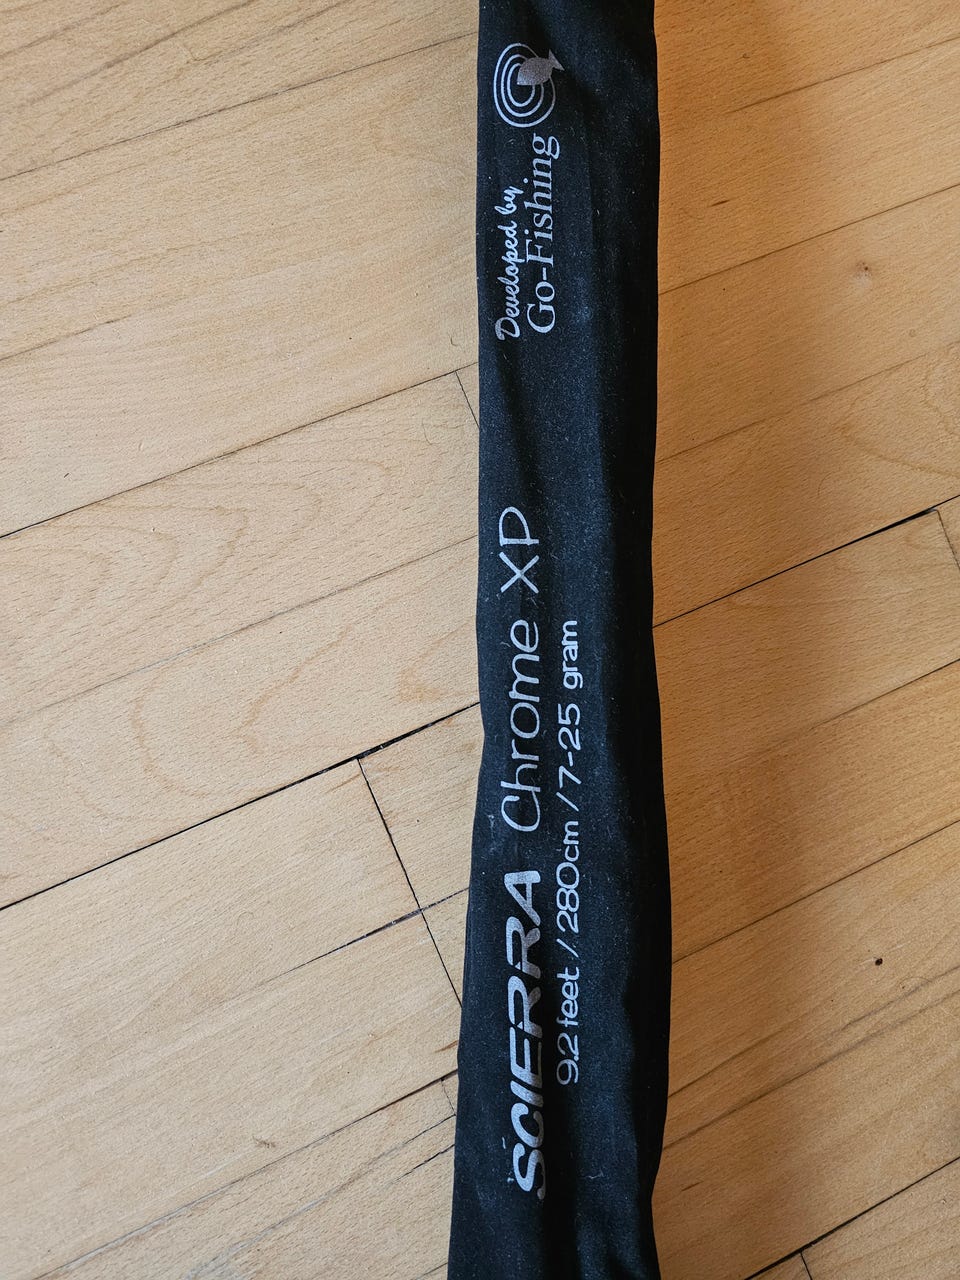 SCIERRA Chrome XP
9.2 feet / 280cm / 7-25 gram
Developed by
Go-Fishing